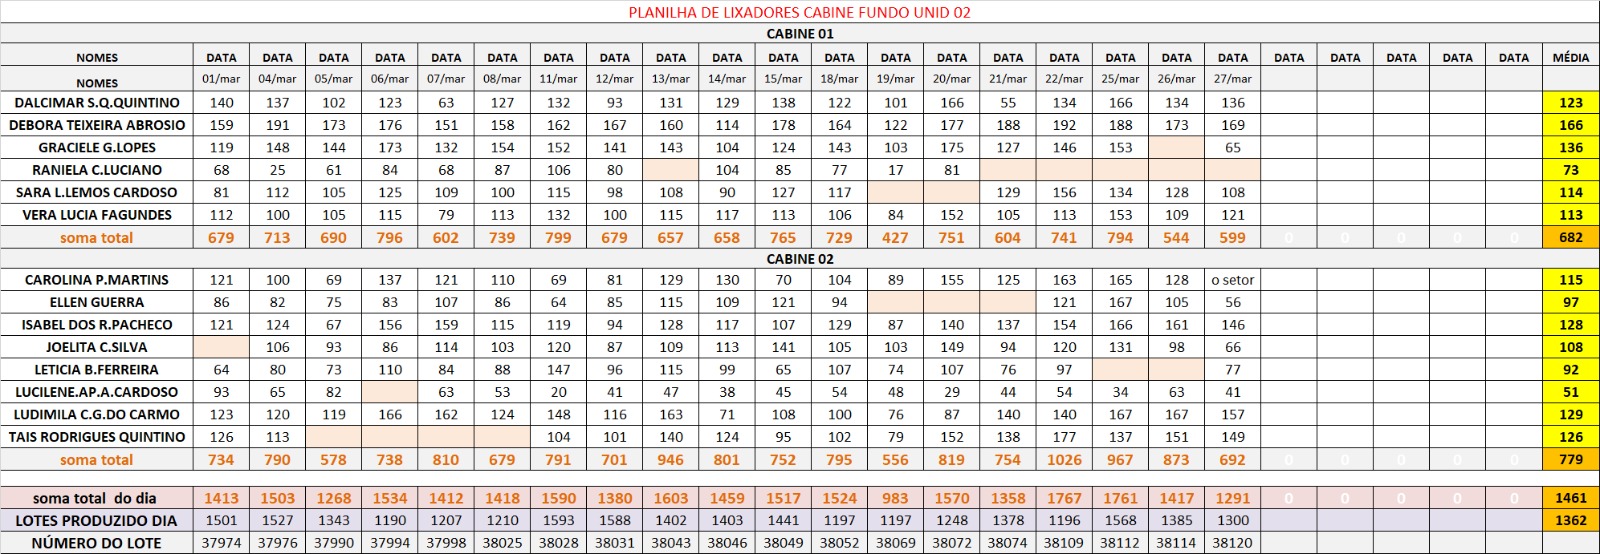 PLANILHA DE LIXADORES CABINE FUNDO UNID 02
CABINE 01
NOMES DATA DATA DATA DATA DATA DATA DATA DATA DATA DATA DATA DATA DATA DATA DATA DATA DATA DATA DATA DATA DATA DATA DATA DATA MÉDIA
NOMES 01/mar 04/mar 05/mar 06/mar 07/mar 08/mar 11/mar 12/mar 13/mar 14/mar 15/mar 18/mar 19/mar 20/mar 21/mar 22/mar 25/mar 26/mar 27/mar
DALCIMAR S.Q.QUINTINO 140 137 102 123 63 127 132 93 131 129 138 122 101 166 55 134 166 134 136 123
DEBORA TEIXEIRA ABROSIO 159 191 173 176 151 158 162 167 160 114 178 164 122 177 188 192 188 173 169 166
GRACIELE G.LOPES 119 148 144 173 132 154 152 141 143 104 124 143 103 175 127 146 153 65 136
RANIELA C.LUCIANO 68 25 61 84 68 87 106 80 104 85 77 17 81 73
SARA L.LEMOS CARDOSO 81 112 105 125 109 100 115 98 108 90 127 117 129 156 134 128 108 114
VERA LUCIA FAGUNDES 112 100 105 115 79 113 132 100 115 117 113 106 84 152 105 113 153 109 121 113
soma total 679 713 690 796 602 739 799 679 657 658 765 729 427 751 604 741 794 544 599 0 0 0 0 0 682
CABINE 02
CAROLINA P.MARTINS 121 100 69 137 121 110 69 81 129 130 70 104 89 155 125 163 165 128 o setor 115
ELLEN GUERRA 86 82 75 83 107 86 64 85 115 109 121 94 121 167 105 56 97
ISABEL DOS R.PACHECO 121 124 67 156 159 115 119 94 128 117 107 129 87 140 137 154 166 161 146 128
JOELITA C.SILVA 106 93 86 114 103 120 87 109 113 141 105 103 149 94 120 131 98 66 108
LETICIA B.FERREIRA 64 80 73 110 84 88 147 96 115 99 65 107 74 107 76 97 77 92
LUCILENE.AP.A.CARDOSO 93 65 82 63 53 20 41 47 38 45 54 48 29 44 54 34 63 41 51
LUDIMILA C.G.DO CARMO 123 120 119 166 162 124 148 116 163 71 108 100 76 87 140 140 167 167 157 129
TAIS RODRIGUES QUINTINO 126 113 104 101 140 124 95 102 79 152 138 177 137 151 149 126
soma total 734 790 578 738 810 679 791 701 946 801 752 795 556 819 754 1026 967 873 692 0 0 0 0 0 779
soma total do dia 1413 1503 1268 1534 1412 1418 1590 1380 1603 1459 1517 1524 983 1570 1358 1767 1761 1417 1291 0 0 0 0 0 1461
LOTES PRODUZIDO DIA 1501 1527 1343 1190 1207 1210 1593 1588 1402 1403 1441 1197 1197 1248 1378 1196 1568 1385 1300 1362
NÚMERO DO LOTE 37974 37976 37990 37994 37998 38025 38028 38031 38043 38046 38049 38052 38069 38072 38074 38109 38112 38114 38120